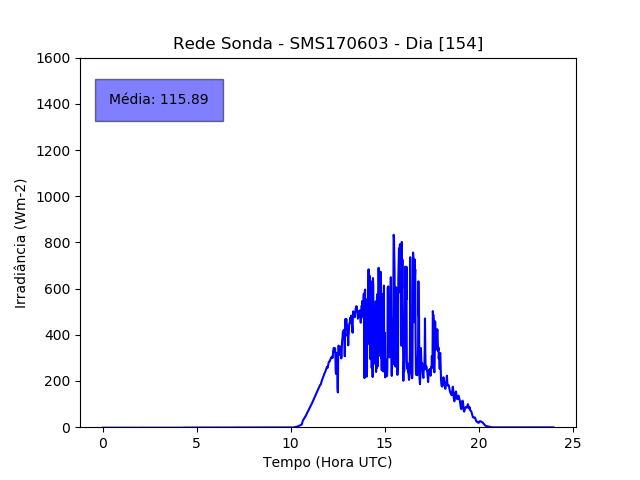 Rede Sonda - SMS170603 - Dia [154]
1600
1400
1200
1000
800
600
400
200
0
Média: 115.89
Irradiância (Wm-2)
0 5 10 15 20 25
Tempo (Hora UTC)